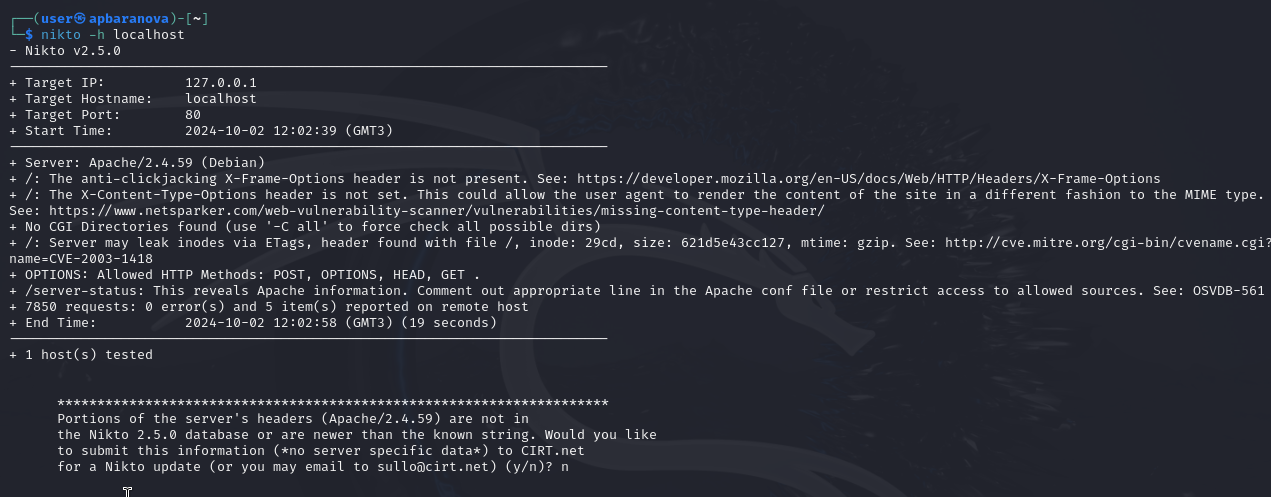 (user㉿apbaranova)-[~]
$ nikto -h localhost
- Nikto v2.5.0
+ Target IP:          127.0.0.1
+ Target Hostname:    localhost
+ Target Port:        80
+ Start Time:         2024-10-02 12:02:39 (GMT3)
+ Server: Apache/2.4.59 (Debian)
+ /: The anti-clickjacking X-Frame-Options header is not present. See: https://developer.mozilla.org/en-US/docs/Web/HTTP/Headers/X-Frame-Options
+ /: The X-Content-Type-Options header is not set. This could allow the user agent to render the content of the site in a different fashion to the MIME type.
See: https://www.netsparker.com/web-vulnerability-scanner/vulnerabilities/missing-content-type-header/
+ No CGI Directories found (use '-C all' to force check all possible dirs)
+ /: Server may leak inodes via ETags, header found with file /, inode: 29cd, size: 621d5e43cc127, mtime: gzip. See: http://cve.mitre.org/cgi-bin/cvename.cgi?
name=CVE-2003-1418
+ OPTIONS: Allowed HTTP Methods: POST, OPTIONS, HEAD, GET .
+ /server-status: This reveals Apache information. Comment out appropriate line in the Apache conf file or restrict access to allowed sources. See: OSVDB-561
+ 7850 requests: 0 error(s) and 5 item(s) reported on remote host
+ End Time:           2024-10-02 12:02:58 (GMT3) (19 seconds)
+ 1 host(s) tested
*********************************************************************
Portions of the server's headers (Apache/2.4.59) are not in
the Nikto 2.5.0 database or are newer than the known string. Would you like
to submit this information (*no server specific data*) to CIRT.net
for a Nikto update (or you may email to sullo@cirt.net) (y/n)? n